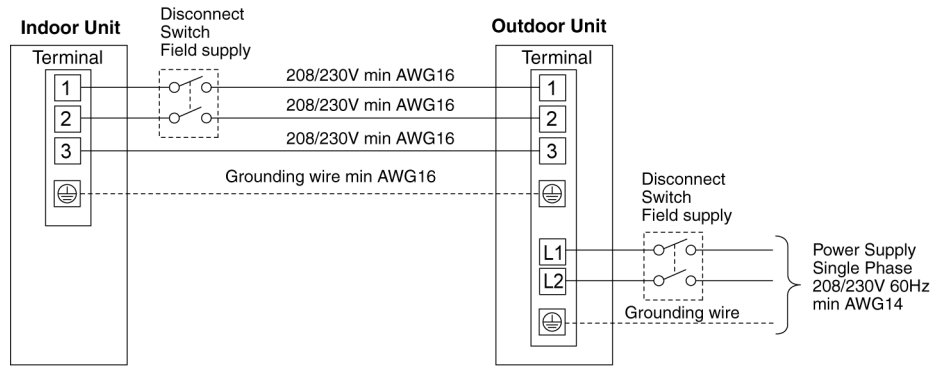 Disconnect
Switch
Field supply
Indoor Unit
Outdoor Unit
Terminal
Terminal
1
208/230V min AWG16
1
2
208/230V min AWG16
2
3
208/230V min AWG16
3
Grounding wire min AWG16
Disconnect
Switch
Field supply
L1
L2
Power Supply
Single Phase
208/230V 60Hz
min AWG14
Grounding wire